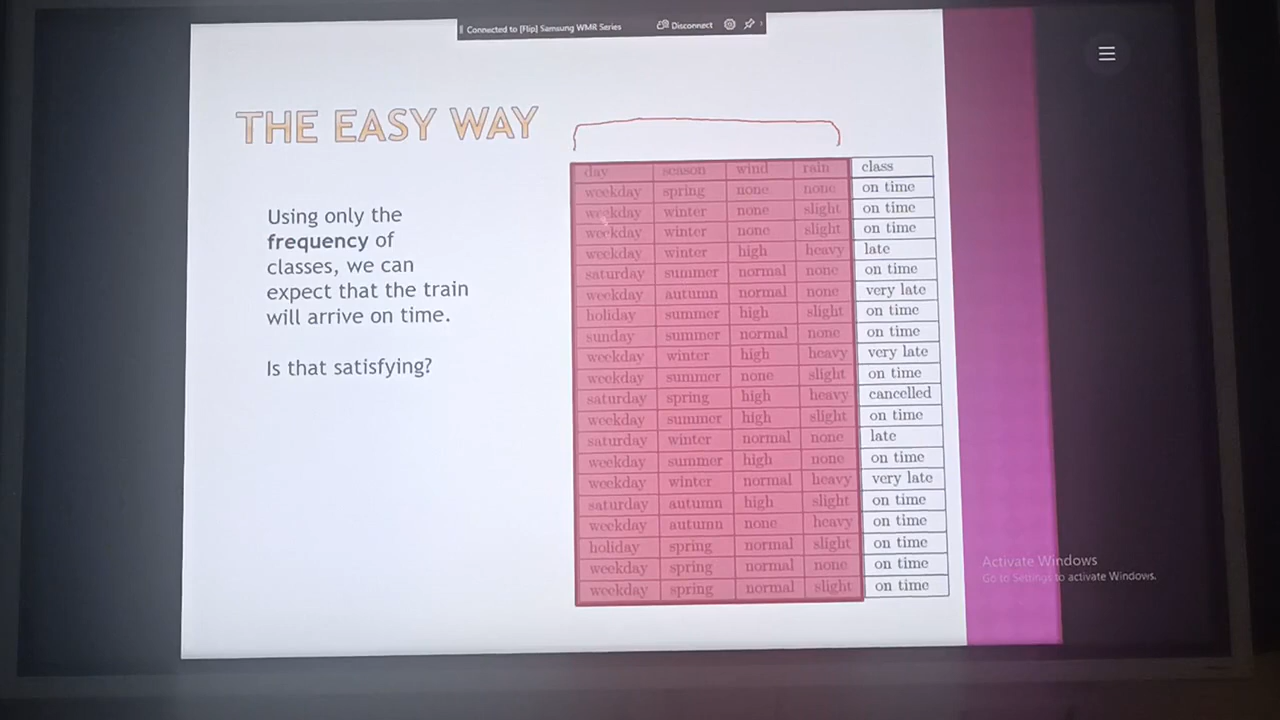 Connected to [Flip] Samsung WMR Series Disconnect
THE EASY WAY
Using only the
frequency of
classes, we can
expect that the train
will arrive on time.
Is that satisfying?
day season wind rain class
weekday spring none none on time
weekday winter none slight on time
weekday winter none slight on time
weekday winter high heavy late
saturday summer normal none on time
weekday autumn normal none very late
holiday summer high slight on time
sunday summer normal none on time
weekday winter high heavy very late
weekday summer none slight on time
saturday spring high heavy cancelled
weekday summer high slight on time
saturday winter normal none late
weekday summer high none on time
weekday winter normal heavy very late
saturday autumn high slight on time
weekday autumn none heavy on time
holiday spring normal slight on time
weekday spring normal none on time
weekday spring normal slight on time
Activate Windows
Go to Settings to activate Windows.